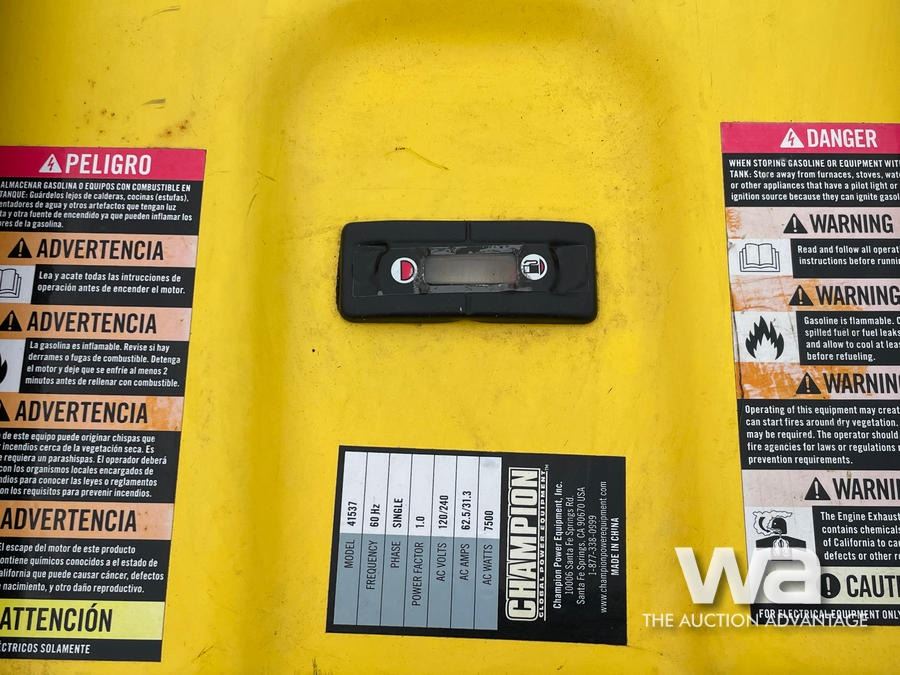 PELIGRO
ALMACENAR GASOLINA O EQUIPOS CON COMBUSTIBLE EN
TANQUE: Guárdelos lejos de calderas, cocinas (estufas),
entadores de agua y otros artefactos que tengan luz
ta y otra fuente de encendido ya que pueden inflamar los
ores de la gasolina.
ADVERTENCIA
Lea y acate todas las intrucciones de
operación antes de encender el motor.
ADVERTENCIA
La gasolina es inflamable. Revise si hay
derrames o fugas de combustible. Detenga
el motor y deje que se enfríe al menos 2
minutos antes de rellenar con combustible.
ADVERTENCIA
de este equipo puede originar chispas que
incendios cerca de la vegetación seca. Es
e requiera un parashispas. El operador deberá
con los organismos locales encargados de
ndios para conocer las leyes o reglamentos
on los requisitos para prevenir incendios.
ADVERTENCIA
El escape del motor de este producto
contiene químicos conocidos a el estado de
alifornia que puede causar cáncer, defectos
nacimiento, y otro daño reproductivo.
ATTENCIÓN
ÉCTRICOS SOLAMENTE
MODEL 41537
FREQUENCY 60 Hz
PHASE SINGLE
POWER FACTOR 1.0
AC VOLTS 120/240
AC AMPS 62.5/31.3
AC WATTS 7500
CHAMPION™
GLOBAL POWER EQUIPMENT
Champion Power Equipment, Inc.
10006 Santa Fe Springs Rd.
Santa Fe Springs, CA 90670 USA
1-877-338-0999
www.championpowerequipment.com
MADE IN CHINA
DANGER
WHEN STORING GASOLINE OR EQUIPMENT WIT
TANK: Store away from furnaces, stoves, wat
or other appliances that have a pilot light or
ignition source because they can ignite gasol
WARNING
Read and follow all operat
instructions before runnin
WARNING
Gasoline is flammable. C
spilled fuel or fuel leaks
and allow to cool at leas
before refueling.
WARNING
Operating of this equipment may creat
can start fires around dry vegetation.
may be required. The operator should
fire agencies for laws or regulations r
prevention requirements.
WARNIN
The Engine Exhaust
contains chemicals
of California to ca
defects or other r
CAUT
FOR ELECTRICAL EQUIPMENT ONLY
wa
THE AUCTION ADVANTAGE